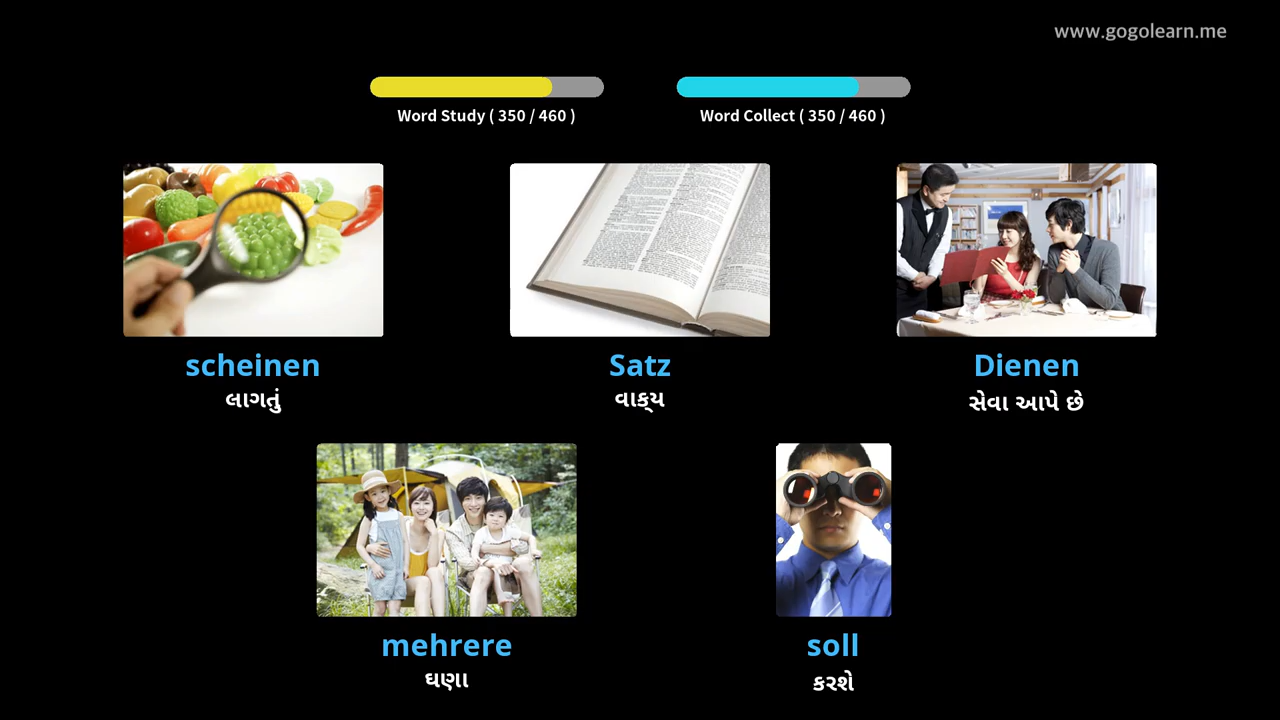 www.gogolearn.me
Word Study ( 350 / 460 )
Word Collect ( 350 / 460 )
scheinen
લાગતું
Satz
વાક્ય
Dienen
સેવા આપે છે
mehrere
ઘણા
soll
કરશે